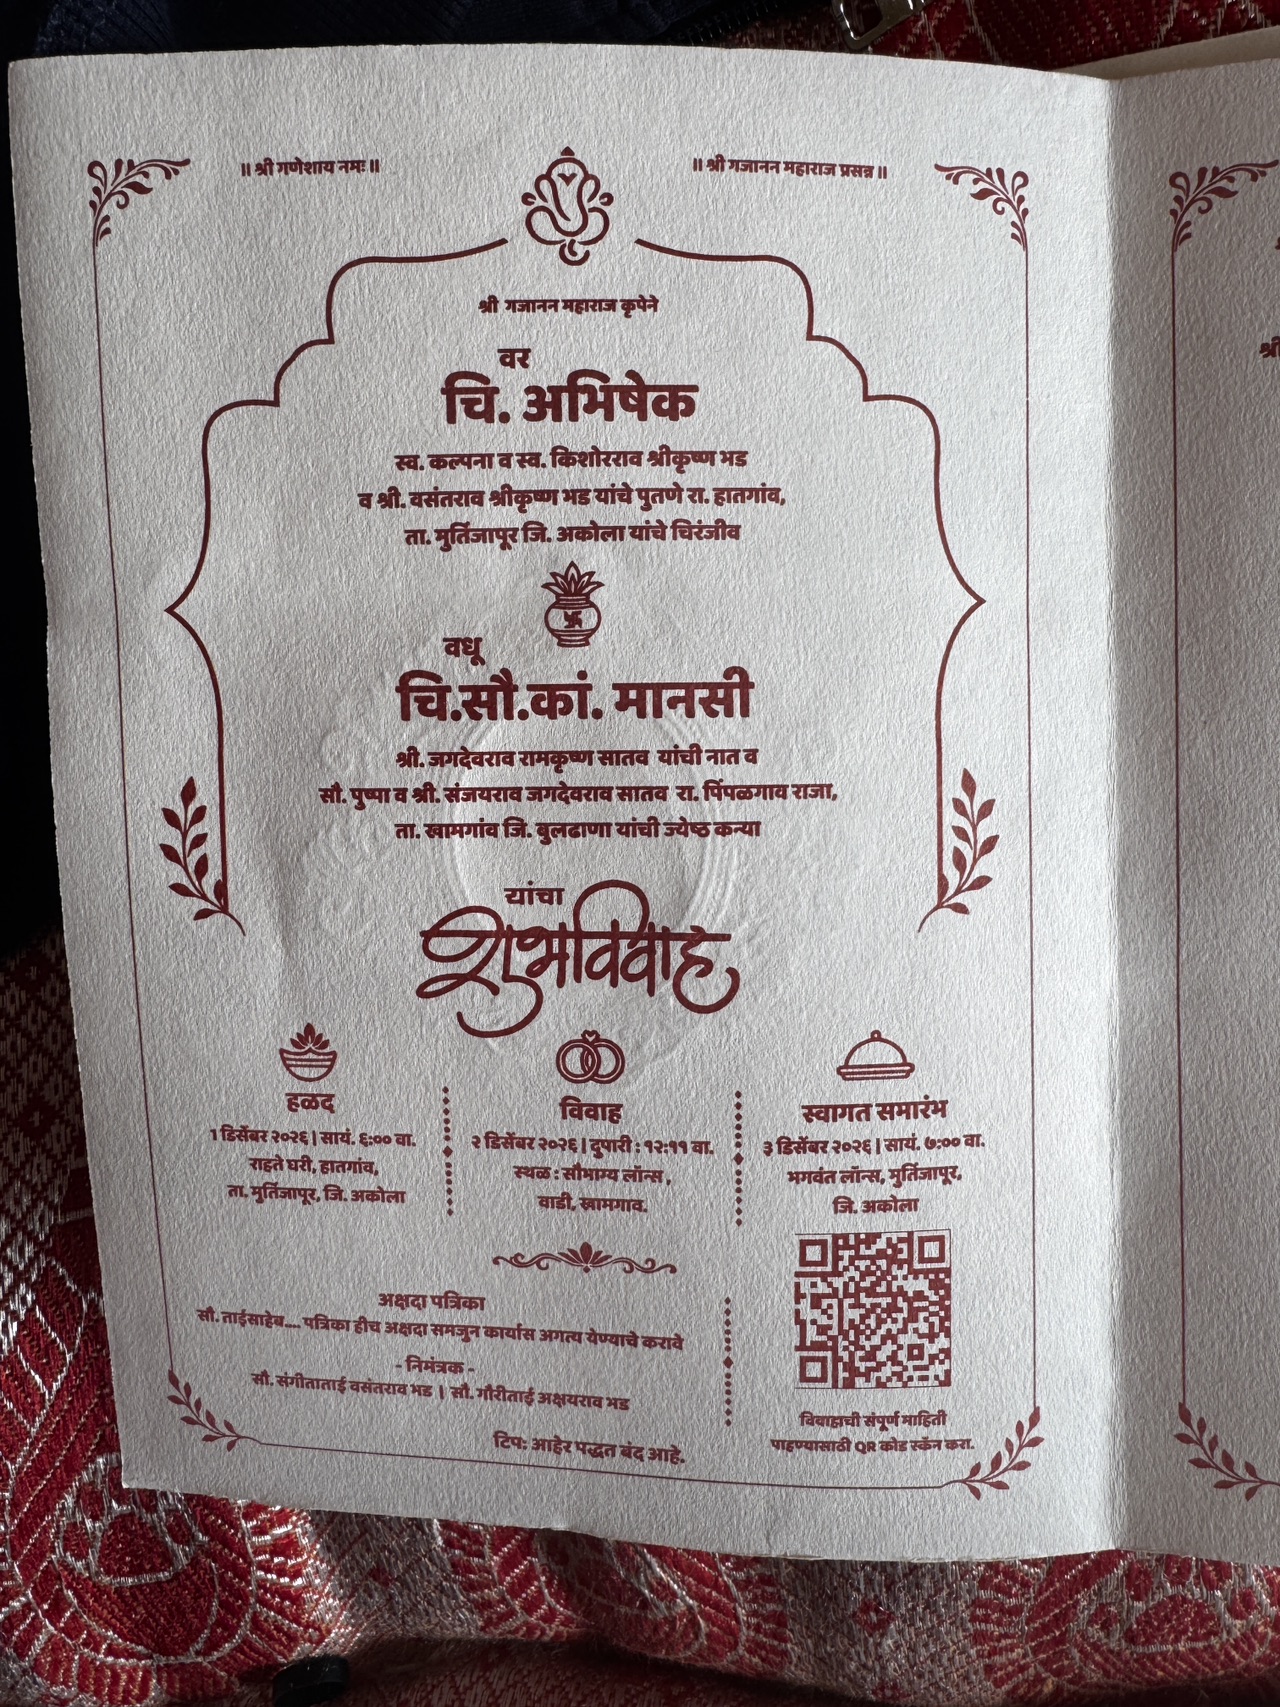 ॥ श्री गणेशाय नमः ॥
॥ श्री गजानन महाराज प्रसन्न ॥
श्री गजानन महाराज कृपेने
वर
चि. अभिषेक
स्व. कल्पना व स्व. किशोरराव श्रीकृष्ण भड
व श्री. वसंतराव श्रीकृष्ण भड यांचे पुतणे रा. हातगांव,
ता. मुर्तिजापूर जि. अकोला यांचे चिरंजीव
वधू
चि.सौ.कां. मानसी
श्री. जगदेवराव रामकृष्ण सातव यांची नात व
सौ. पुष्पा व श्री. संजयराव जगदेवराव सातव रा. पिंपळगाव राजा,
ता. खामगांव जि. बुलढाणा यांची ज्येष्ठ कन्या
यांचा
शुभविवाह
हळद
1 डिसेंबर २०२६ | सायं. ६:०० वा.
राहते घरी, हातगांव,
ता. मुर्तिजापूर, जि. अकोला
विवाह
२ डिसेंबर २०२६ | दुपारी : १२:११ वा.
स्थळ : सौभाग्य लॉन्स,
वाडी, खामगाव.
स्वागत समारंभ
३ डिसेंबर २०२६ | सायं. ७:०० वा.
भगवंत लॉन्स, मुर्तिजापूर,
जि. अकोला
अक्षदा पत्रिका
सौ. ताईसाहेब.... पत्रिका हीच अक्षदा समजुन कार्यास अगत्य येण्याचे करावे
- निमंत्रक -
सौ. संगीताताई वसंतराव भड | सौ. गौरीताई अक्षयराव भड
टिप: आहेर पद्धत बंद आहे.
विवाहाची संपूर्ण माहिती
पाहण्यासाठी QR कोड स्कॅन करा.
श्री